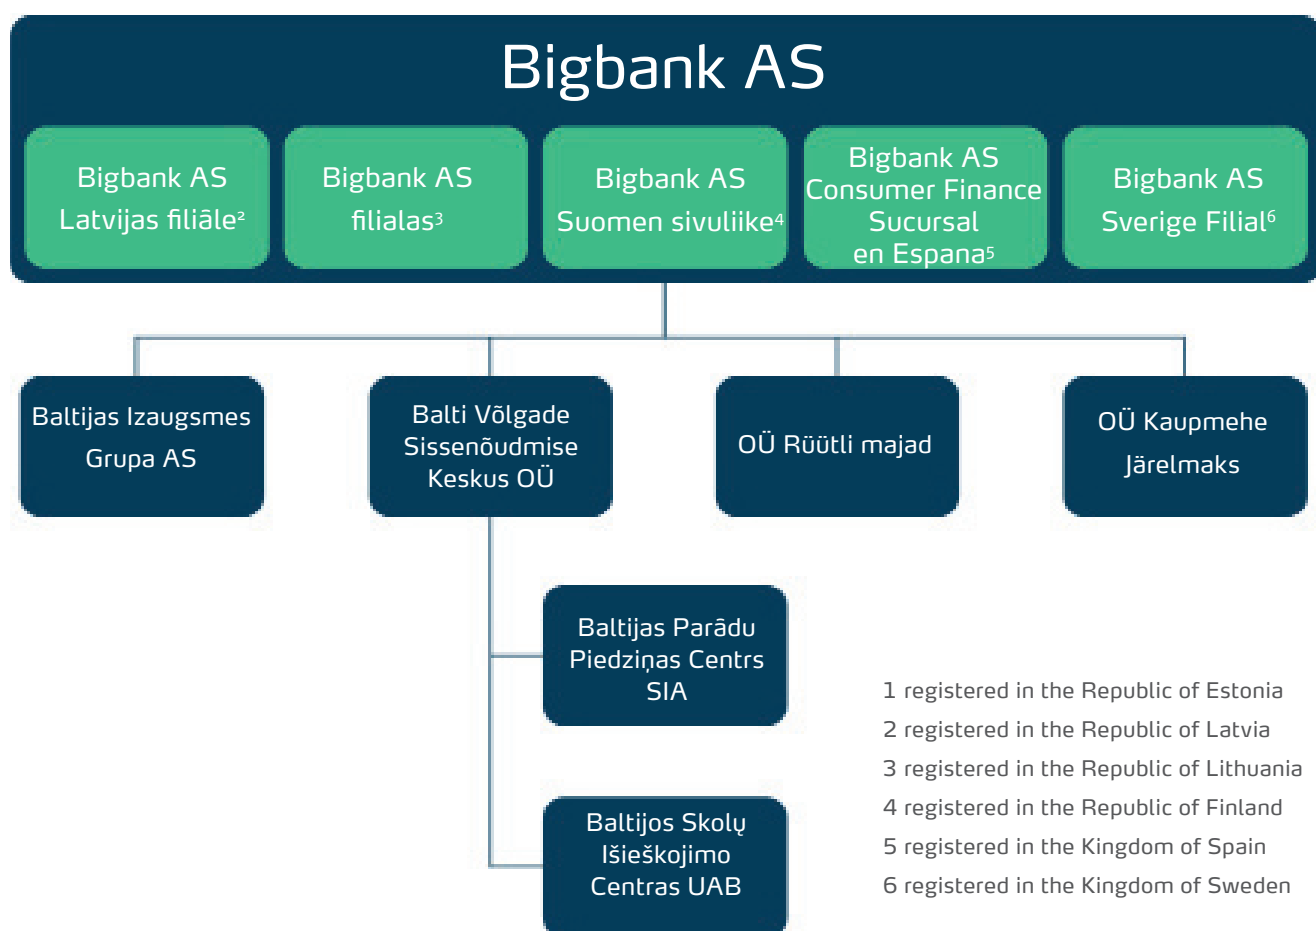 Bigbank AS
Bigbank AS
Latvijas filiāle²
Bigbank AS
filialas³
Bigbank AS
Suomen sivuliike⁴
Bigbank AS
Consumer Finance
Sucursal
en Espana⁵
Bigbank AS
Sverige Filial⁶
Baltijas Izaugsmes
Grupa AS
Balti Võlgade
Sissenõudmise
Keskus OÜ
OÜ Rüütli majad
OÜ Kaupmehe
Järelmaks
Baltijas Parādu
Piedziņas Centrs
SIA
Baltijos Skolų
Išieškojimo
Centras UAB
1 registered in the Republic of Estonia
2 registered in the Republic of Latvia
3 registered in the Republic of Lithuania
4 registered in the Republic of Finland
5 registered in the Kingdom of Spain
6 registered in the Kingdom of Sweden